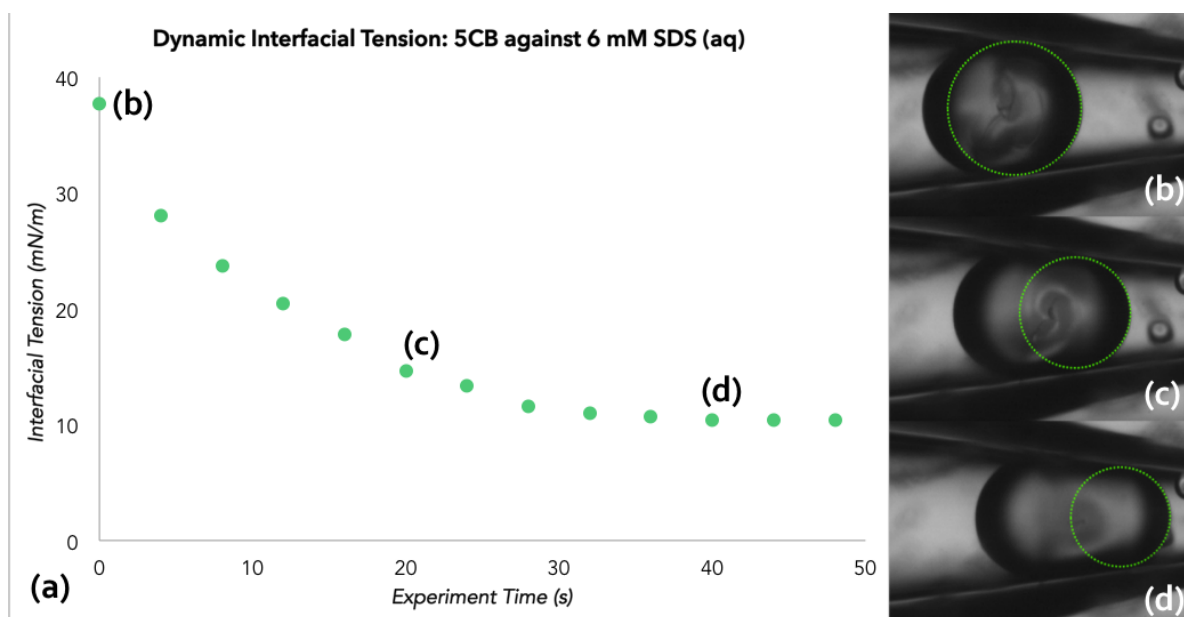 Dynamic Interfacial Tension: 5CB against 6 mM SDS (aq)
40
30
20
10
0
Interfacial Tension (mN/m)
0 10 20 30 40 50
Experiment Time (s)
(a)
(b)
(c)
(d)
(b)
(c)
(d)